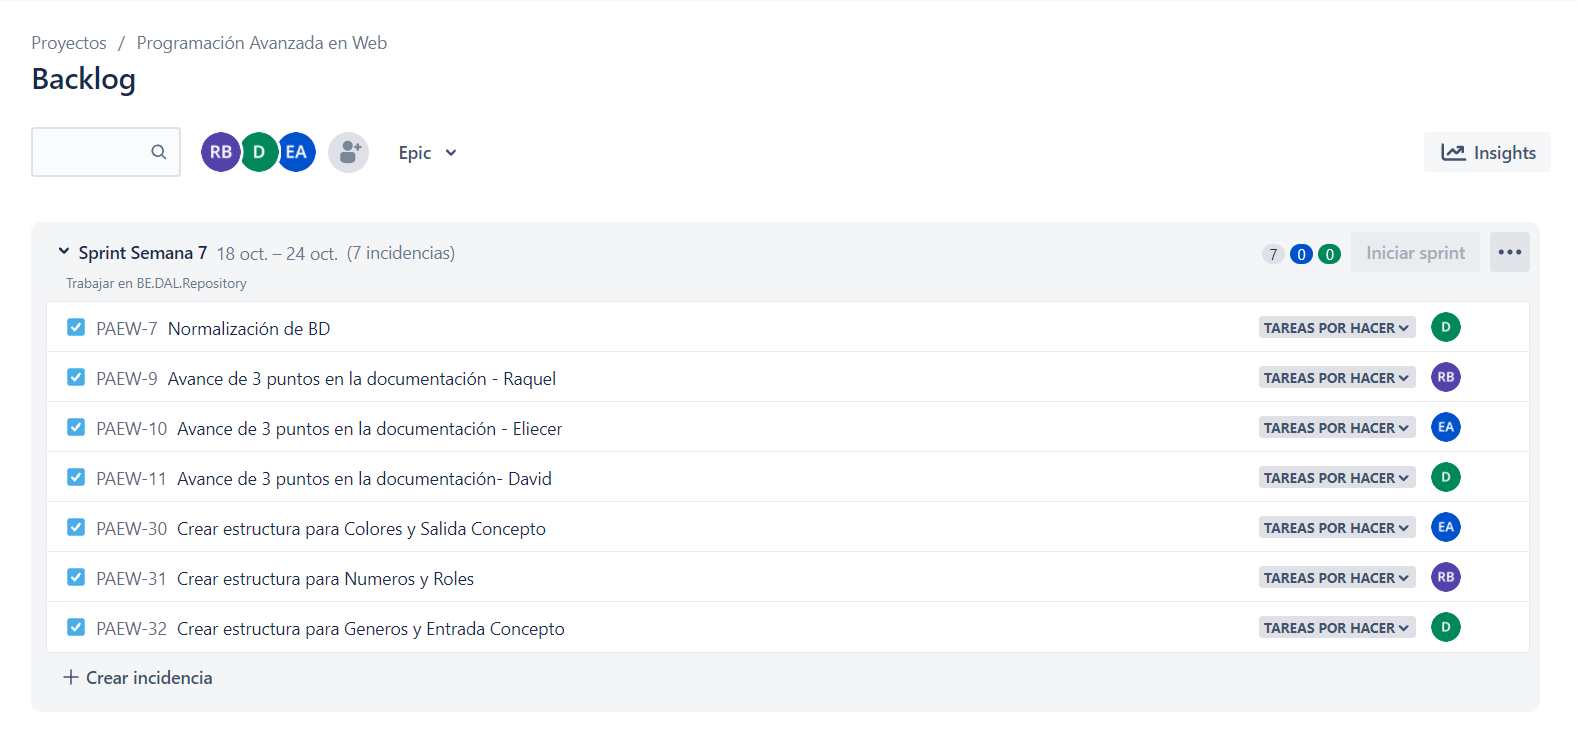 Proyectos / Programación Avanzada en Web
Backlog
RB D EA Epic Insights
Sprint Semana 7 18 oct. – 24 oct. (7 incidencias) 7 0 0 Iniciar sprint
Trabajar en BE.DAL.Repository
PAEW-7 Normalización de BD TAREAS POR HACER D
PAEW-9 Avance de 3 puntos en la documentación - Raquel TAREAS POR HACER RB
PAEW-10 Avance de 3 puntos en la documentación - Eliecer TAREAS POR HACER EA
PAEW-11 Avance de 3 puntos en la documentación- David TAREAS POR HACER D
PAEW-30 Crear estructura para Colores y Salida Concepto TAREAS POR HACER EA
PAEW-31 Crear estructura para Numeros y Roles TAREAS POR HACER RB
PAEW-32 Crear estructura para Generos y Entrada Concepto TAREAS POR HACER D
Crear incidencia